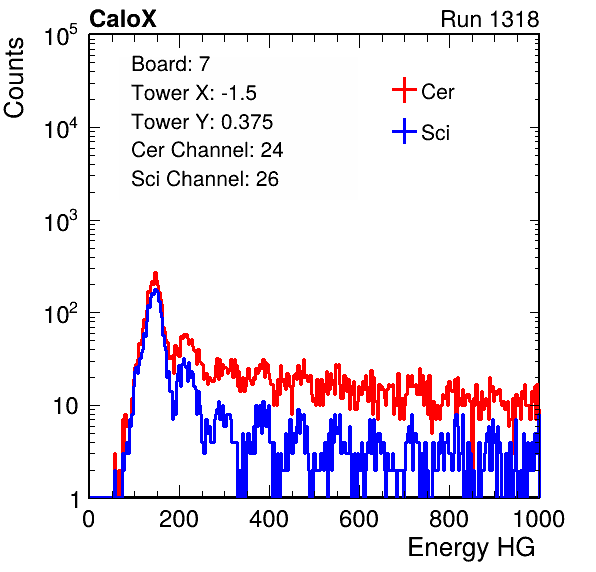 CaloX Run 1318
Counts
Board: 7
Tower X: -1.5
Tower Y: 0.375
Cer Channel: 24
Sci Channel: 26
Cer
Sci
10^5
10^4
10^3
10^2
10
1
0 200 400 600 800 1000
Energy HG